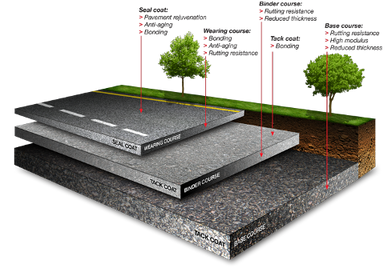 Seal coat:
> Pavement rejuvenation
> Anti-aging
> Bonding
Wearing course:
> Bonding
> Anti-aging
> Rutting resistance
Binder course:
> Rutting resistance
> Reduced thickness
Tack coat:
> Bonding
Base course:
> Rutting resistance
> High modulus
> Reduced thickness
SEAL COAT
WEARING COURSE
TACK COAT
BINDER COURSE
TACK COAT
BASE COURSE